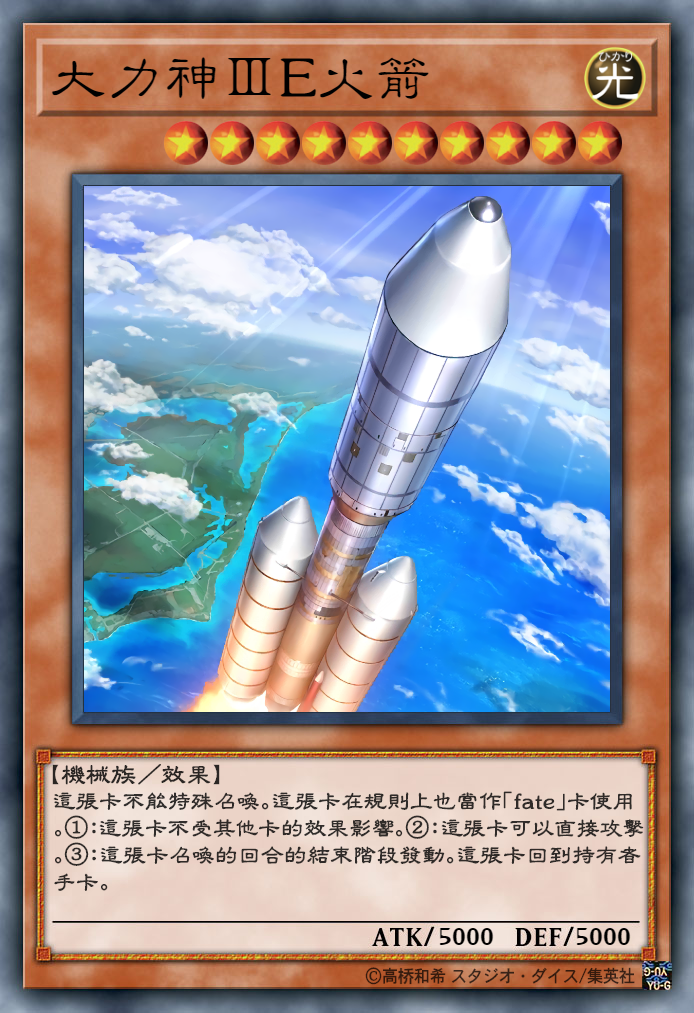 大力神ⅢE火箭
ひかり
光
【機械族／效果】
這張卡不能特殊召喚。這張卡在規則上也當作「fate」卡使用
。①：這張卡不受其他卡的效果影響。②：這張卡可以直接攻擊
。③：這張卡召喚的回合的結束階段發動。這張卡回到持有者
手卡。
ATK/5000 DEF/5000
©高桥和希 スタジオ・ダイス/集英社
YU-G
YU-G